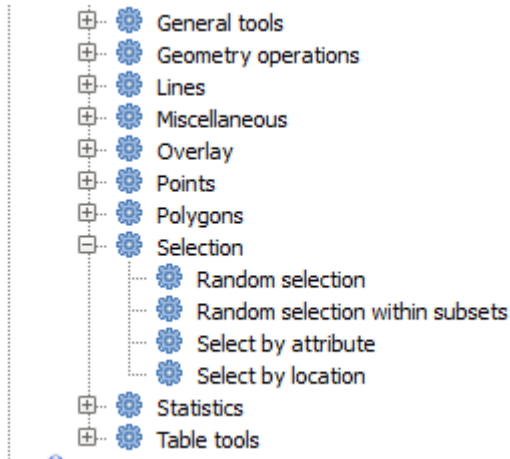 General tools
Geometry operations
Lines
Miscellaneous
Overlay
Points
Polygons
Selection
Random selection
Random selection within subsets
Select by attribute
Select by location
Statistics
Table tools